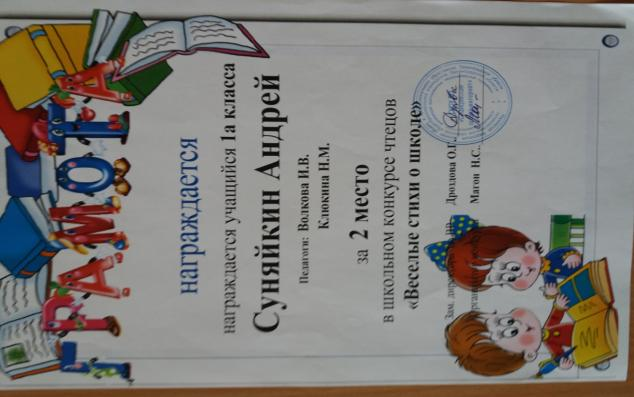 ГРАМОТА
награждается
награждается учащийся 1а класса
Суняйкин Андрей
Педагоги: Волкова И.В.
Клюкина Н.М.
за 2 место
в школьном конкурсе чтецов
«Веселые стихи о школе»
Зам. Дроздова О.Г.
Магон Н.С.